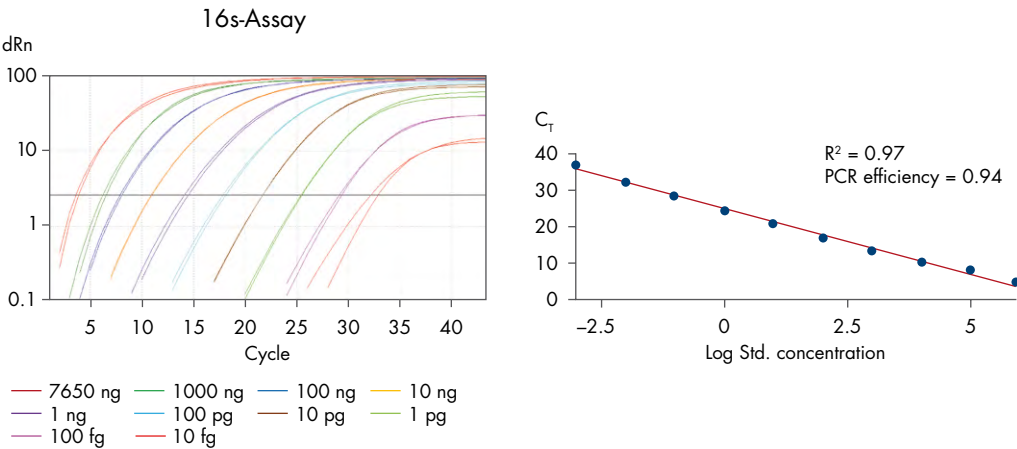 16s-Assay
dRn
100
10
1
0.1
5 10 15 20 25 30 35 40
Cycle
7650 ng 1000 ng 100 ng 10 ng
1 ng 100 pg 10 pg 1 pg
100 fg 10 fg
CT
R² = 0.97
PCR efficiency = 0.94
40
30
20
10
0
−2.5 0 2.5 5
Log Std. concentration